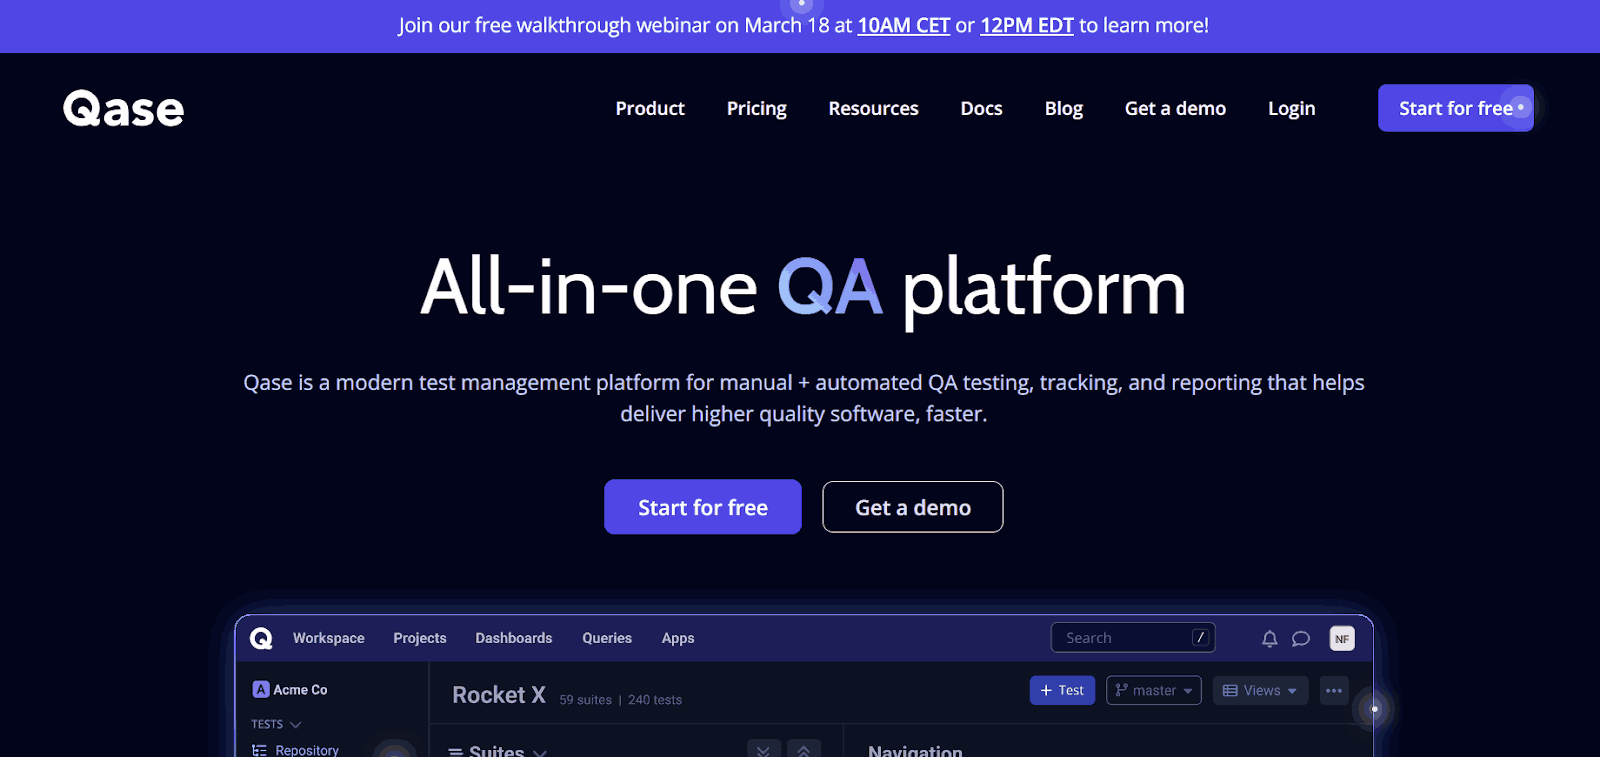 Join our free walkthrough webinar on March 18 at 10AM CET or 12PM EDT to learn more!
Qase
Product Pricing Resources Docs Blog Get a demo Login Start for free
All-in-one QA platform
Qase is a modern test management platform for manual + automated QA testing, tracking, and reporting that helps
deliver higher quality software, faster.
Start for free Get a demo
Q Workspace Projects Dashboards Queries Apps Search / NF
A Acme Co
Rocket X 59 suites | 240 tests + Test master Views
TESTS
Repository Suites Navigation